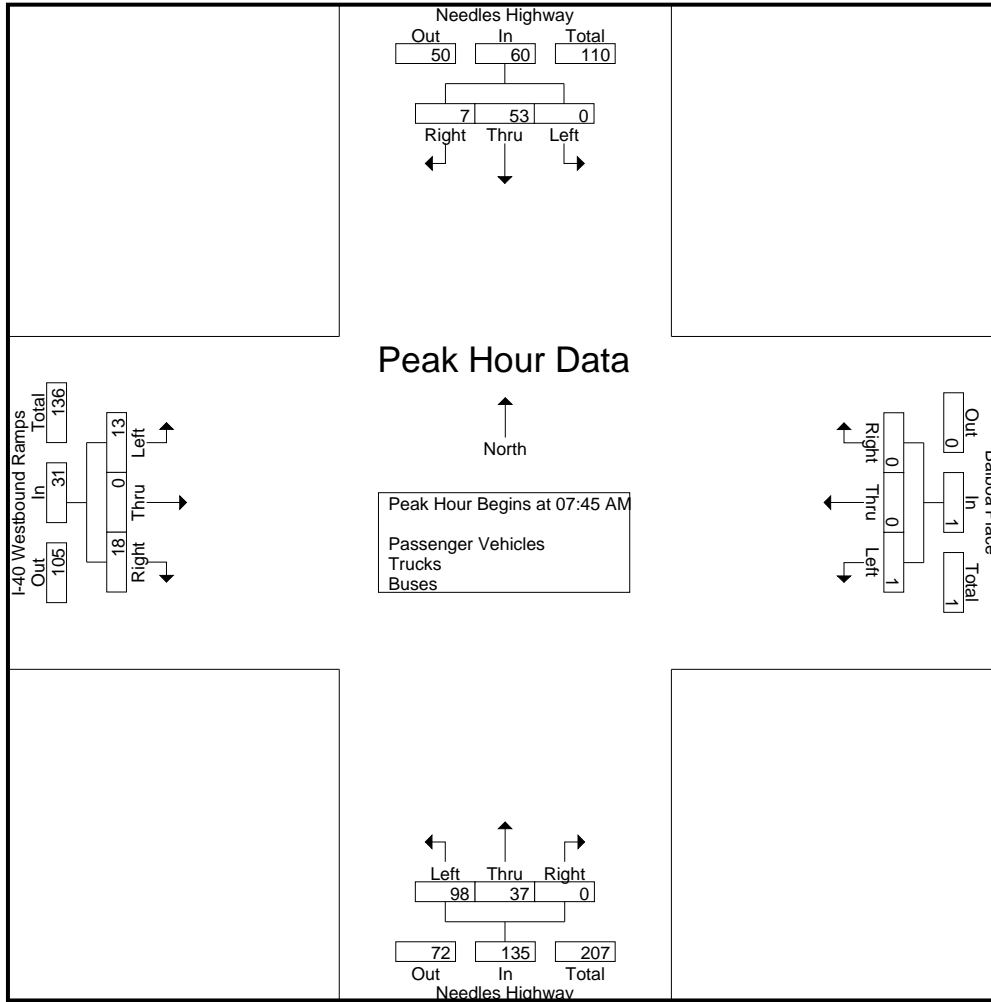 Needles Highway
Out In Total
50 60 110
7 53 0
Right Thru Left
Peak Hour Data
North
Peak Hour Begins at 07:45 AM
Passenger Vehicles
Trucks
Buses
I-40 Westbound Ramps
Total In Out
136 31 105
13 0 18
Left Thru Right
Right Thru Left
0 0 1
Out In Total
0 1 1
Balboa Place
Left Thru Right
98 37 0
72 135 207
Out In Total
Needles Highway